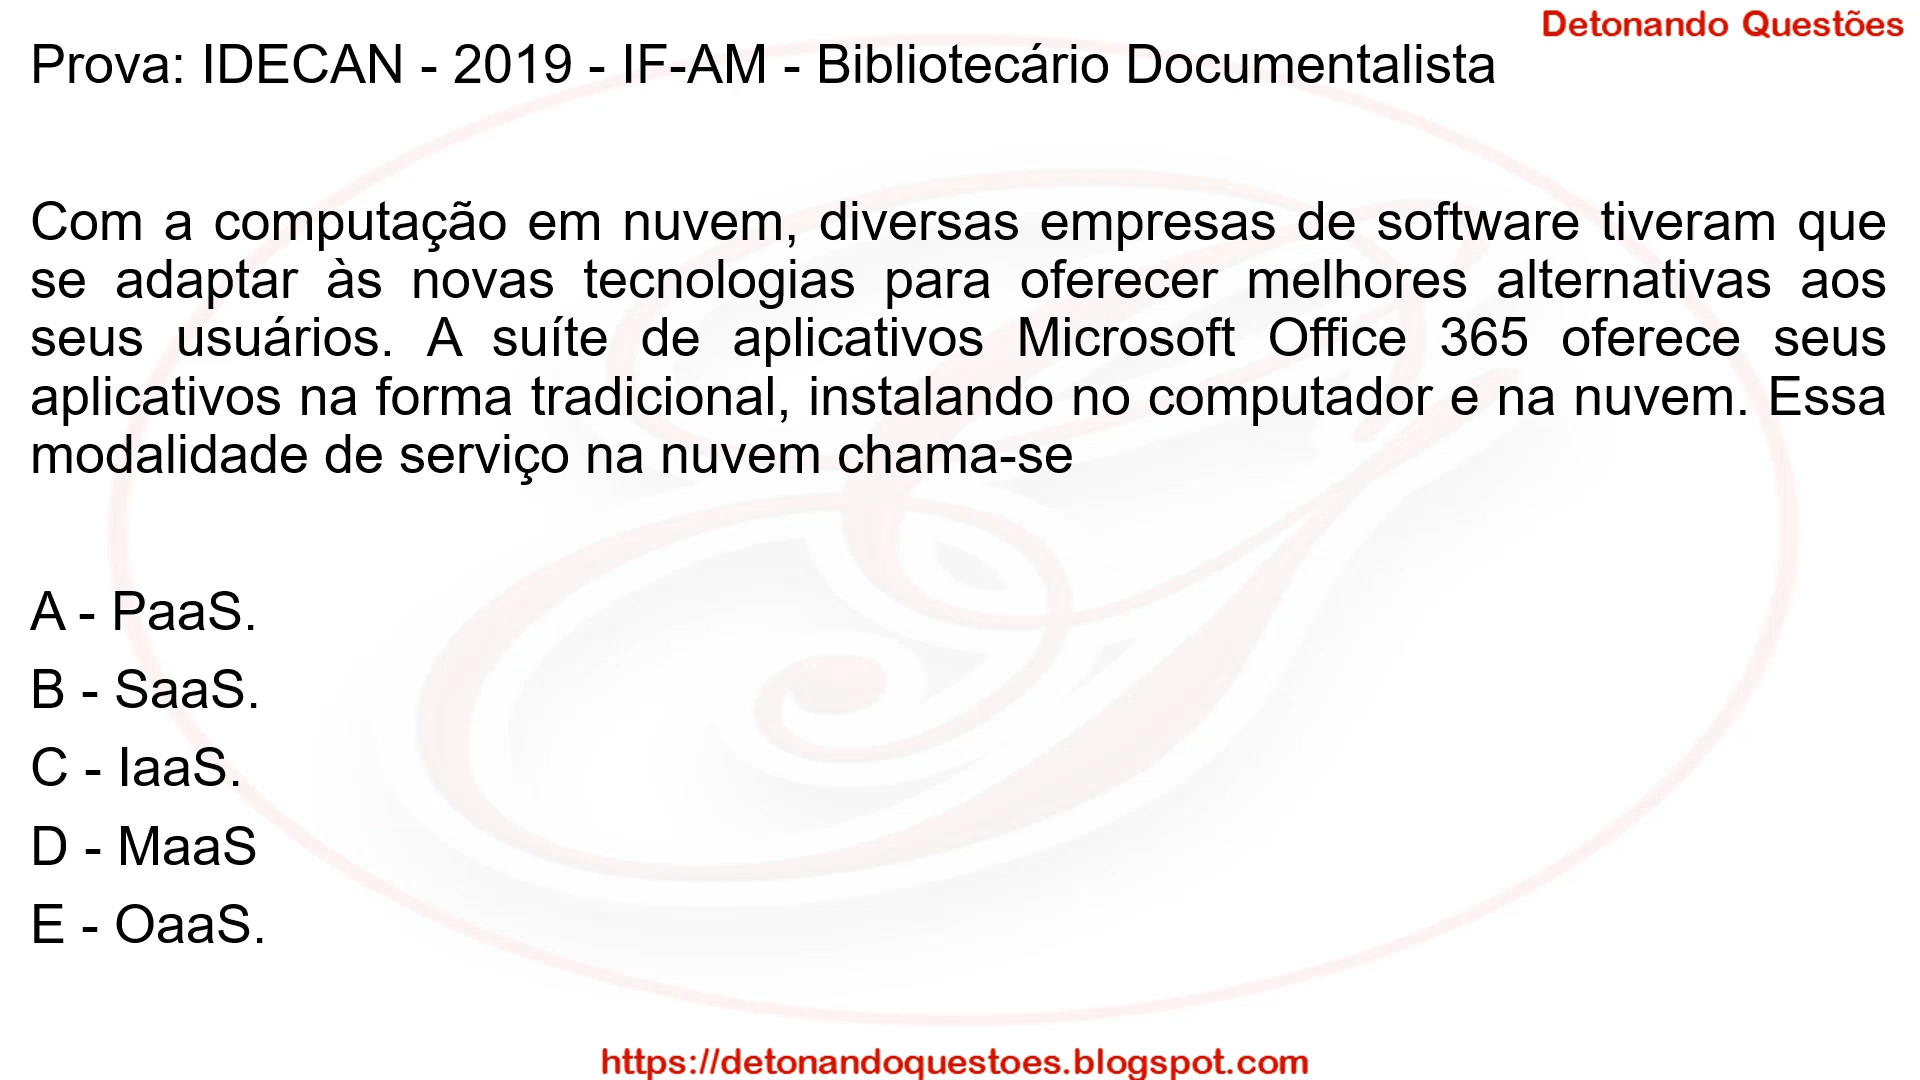 Detonando Questões
Prova: IDECAN - 2019 - IF-AM - Bibliotecário Documentalista
Com a computação em nuvem, diversas empresas de software tiveram que
se adaptar às novas tecnologias para oferecer melhores alternativas aos
seus usuários. A suíte de aplicativos Microsoft Office 365 oferece seus
aplicativos na forma tradicional, instalando no computador e na nuvem. Essa
modalidade de serviço na nuvem chama-se
A - PaaS.
B - SaaS.
C - IaaS.
D - MaaS
E - OaaS.
https://detonandoquestoes.blogspot.com